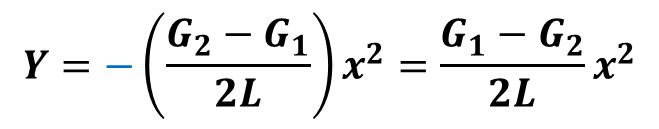 Y = −(G₂ − G₁ / 2L) x² = G₁ − G₂ / 2L x²